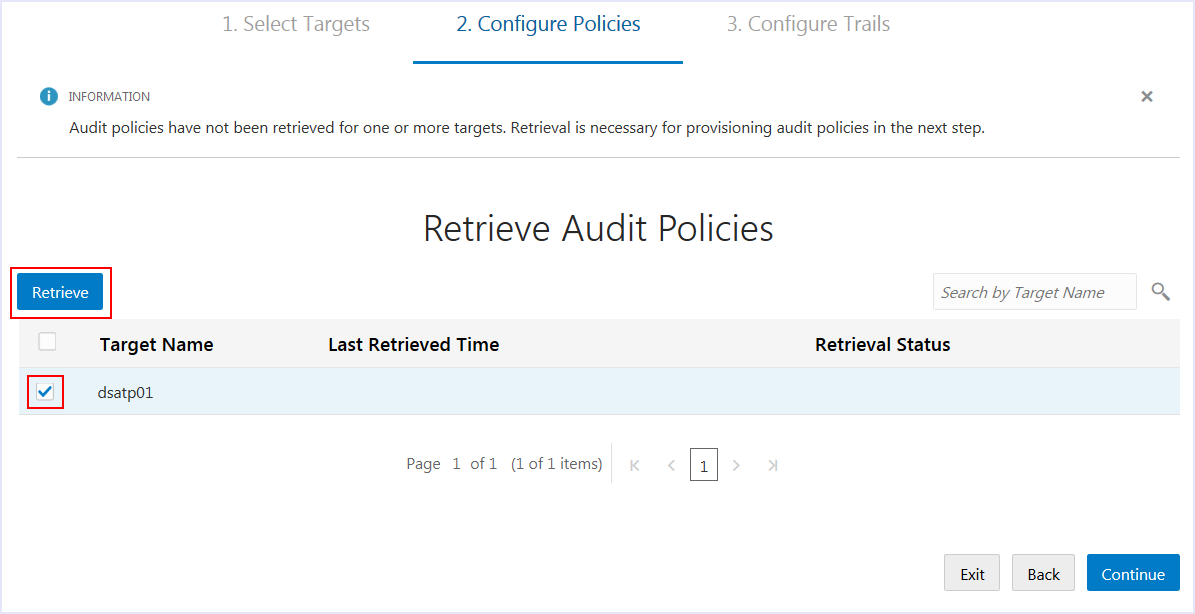 1. Select Targets
2. Configure Policies
3. Configure Trails
i INFORMATION
Audit policies have not been retrieved for one or more targets. Retrieval is necessary for provisioning audit policies in the next step.
Retrieve Audit Policies
Retrieve
Search by Target Name
Target Name Last Retrieved Time Retrieval Status
dsatp01
Page 1 of 1 (1 of 1 items) 1
Exit Back Continue